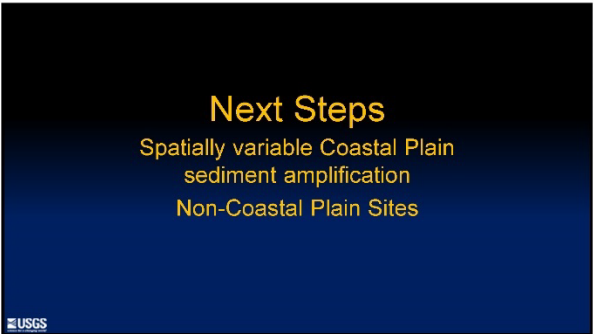 Next Steps
Spatially variable Coastal Plain
sediment amplification
Non-Coastal Plain Sites
USGS